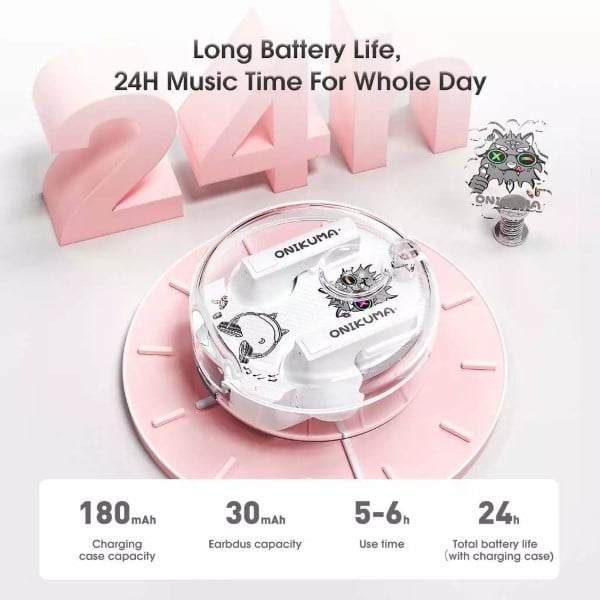 Long Battery Life,
24H Music Time For Whole Day
24h
ONIKUMA
ONIKUMA
ONIKUMA
180mAh
Charging
case capacity
30mAh
Earbdus capacity
5-6h
Use time
24h
Total battery life
(with charging case)